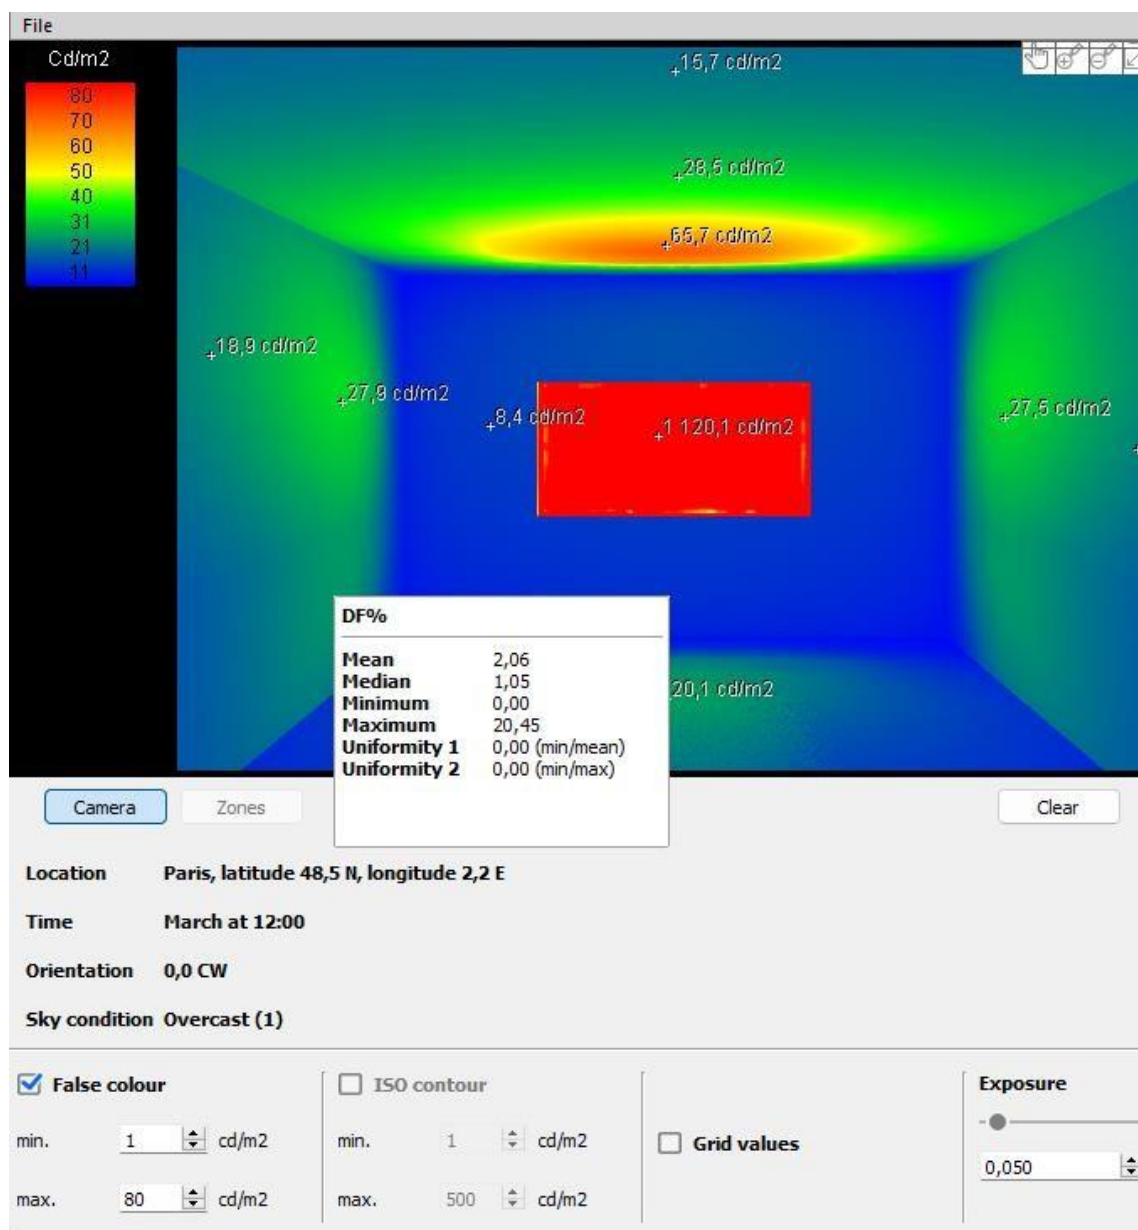 File
Cd/m2
80
70
60
50
40
31
21
11
+15,7 cd/m2
+28,5 cd/m2
+65,7 cd/m2
+18,9 cd/m2
+27,9 cd/m2
+8,4 cd/m2
+1 120,1 cd/m2
+27,5 cd/m2
20,1 cd/m2
DF%
Mean 2,06
Median 1,05
Minimum 0,00
Maximum 20,45
Uniformity 1 0,00 (min/mean)
Uniformity 2 0,00 (min/max)
Camera Zones Clear
Location Paris, latitude 48,5 N, longitude 2,2 E
Time March at 12:00
Orientation 0,0 CW
Sky condition Overcast (1)
False colour ISO contour Exposure
min. 1 cd/m2 min. 1 cd/m2 Grid values
0,050
max. 80 cd/m2 max. 500 cd/m2